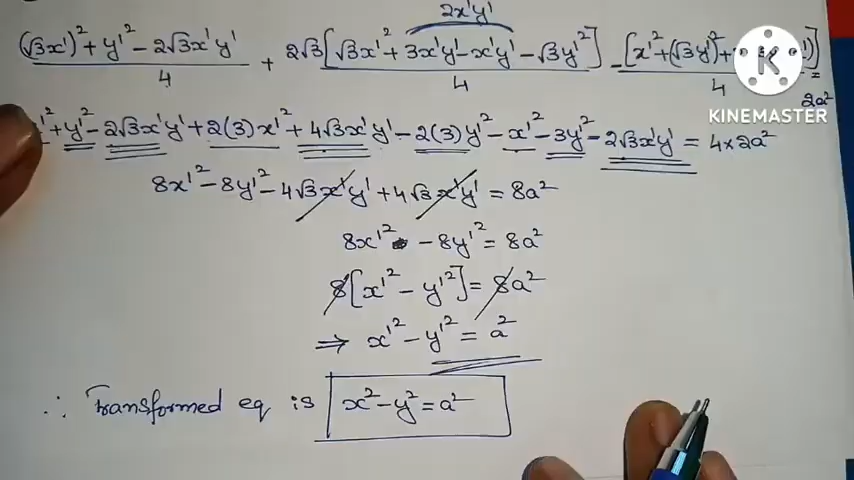 2x'y'
(√3x')² + y'² - 2√3x'y' / 4 + 2√3[√3x'² + 3x'y' - x'y' - √3y'²] / 4 - [x'² + (√3y')² + ')] / 4 = 2a²
KINEMASTER
'² + y'² - 2√3x'y' + 2(3)x'² + 4√3x'y' - 2(3)y'² - x'² - 3y'² - 2√3x'y' = 4×2a²
8x'² - 8y'² - 4√3x'y' + 4√3x'y' = 8a²
8x'² - 8y'² = 8a²
8[x'² - y'²] = 8a²
⇒ x'² - y'² = a²
∴ Transformed eq is x² - y² = a²